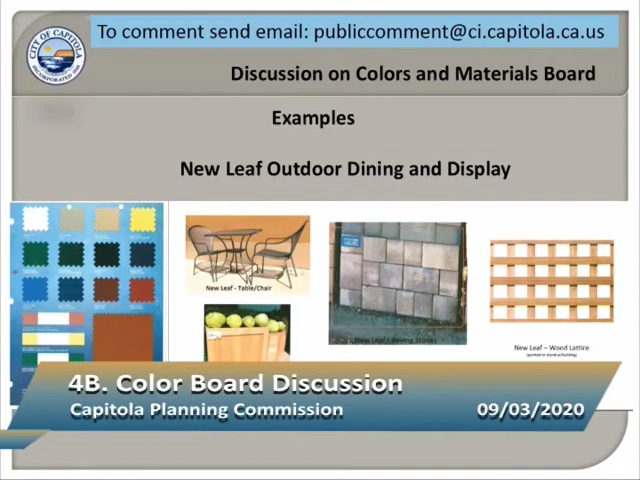 To comment send email: publiccomment@ci.capitola.ca.us
CITY OF CAPITOLA
INCORPORATED 1949
Discussion on Colors and Materials Board
Examples
New Leaf Outdoor Dining and Display
New Leaf - Table/Chair
New Leaf - Paving Stones
New Leaf – Wood Lattice
4B. Color Board Discussion
Capitola Planning Commission
09/03/2020